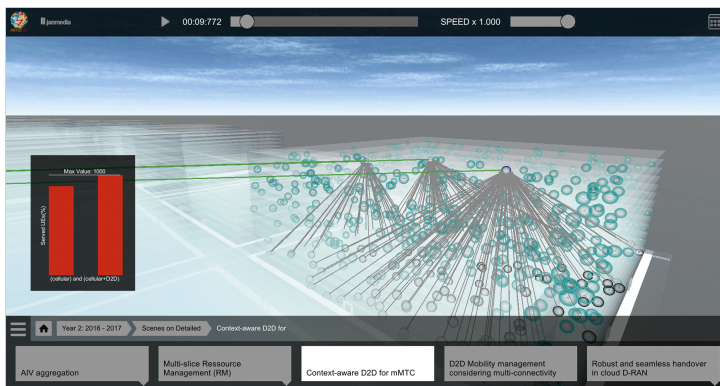 janmedia
00:09:772
SPEED x 1.000
Max Value: 1000
Served UEs(%)
(cellular) and (cellular+D2D)
Year 2: 2016 - 2017
Scenes on Detailed
Context-aware D2D for
AIV aggregation
Multi-slice Ressource
Management (RM)
Context-aware D2D for mMTC
D2D Mobility management
considering multi-connectivity
Robust and seamless handover
in cloud D-RAN